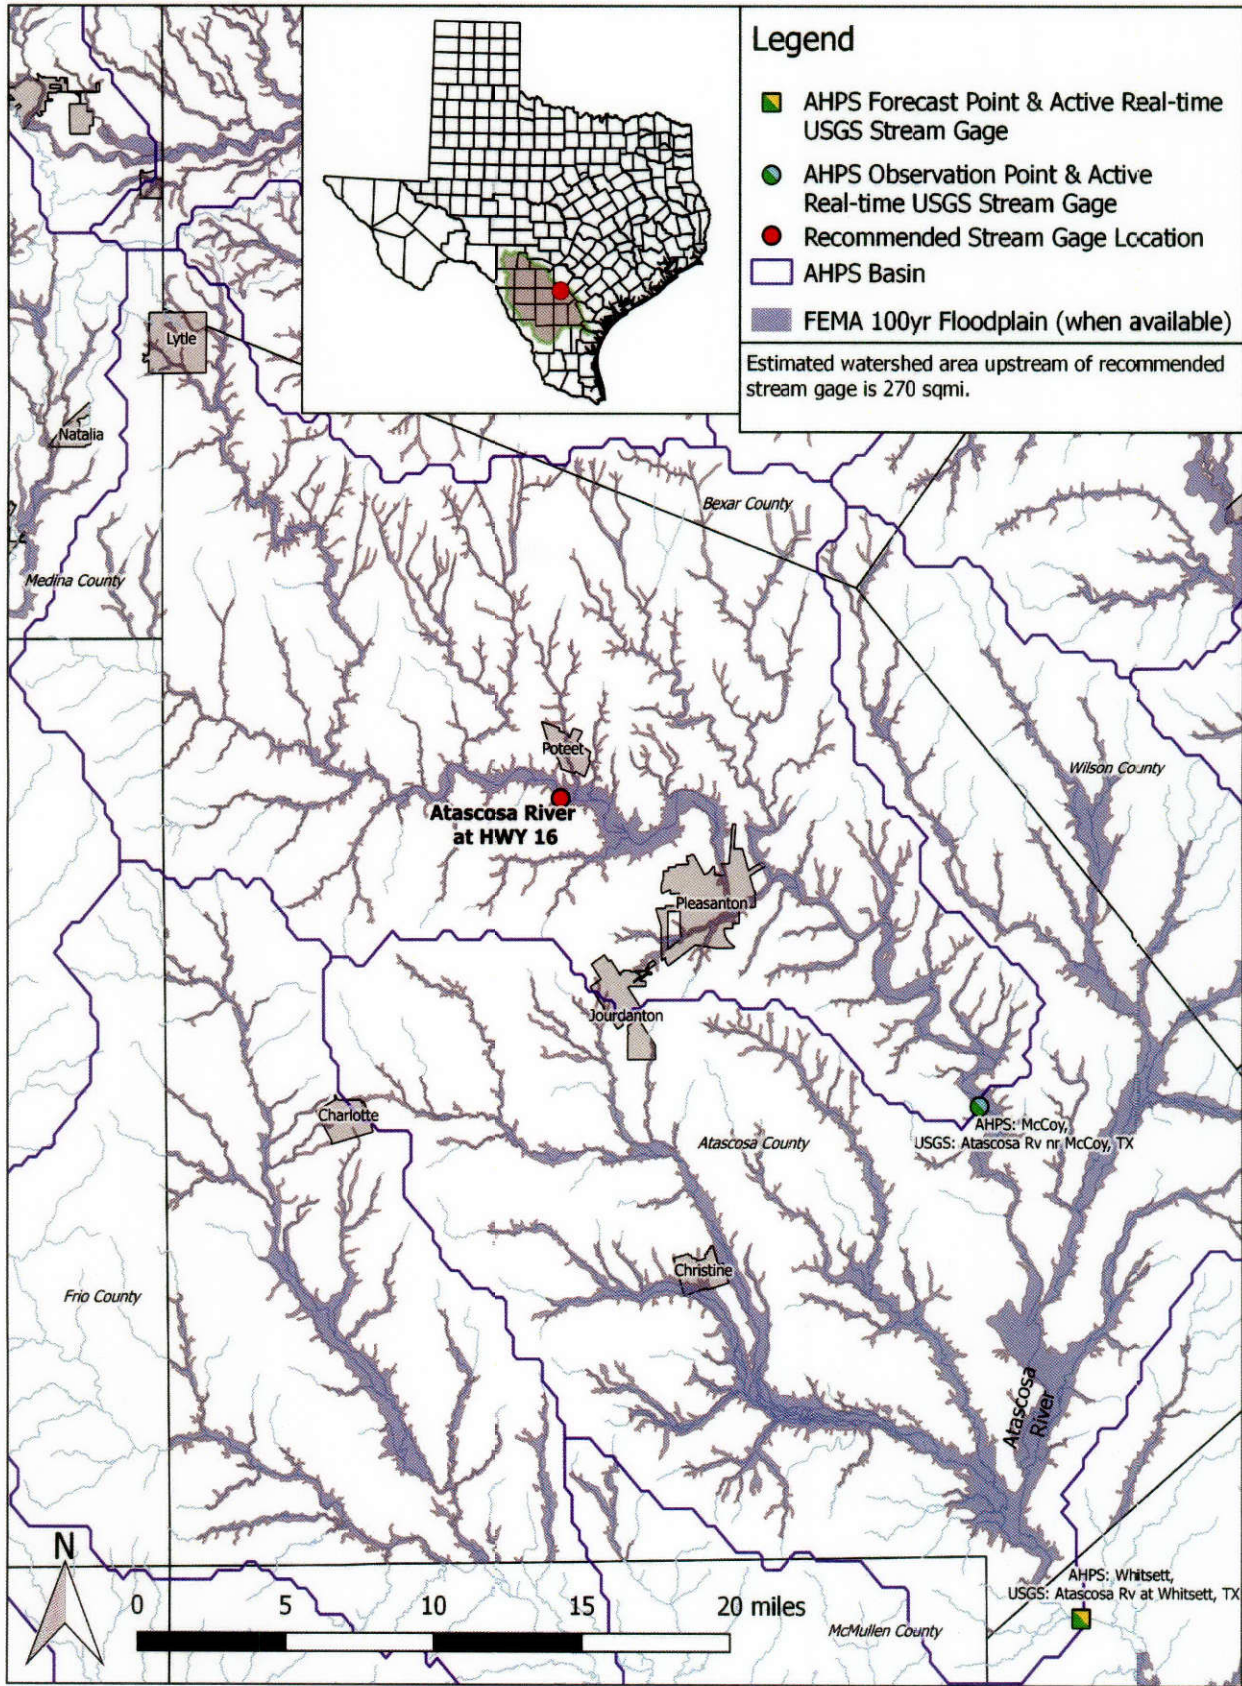 Legend
AHPS Forecast Point & Active Real-time
USGS Stream Gage
AHPS Observation Point & Active
Real-time USGS Stream Gage
Recommended Stream Gage Location
AHPS Basin
FEMA 100yr Floodplain (when available)
Estimated watershed area upstream of recommended
stream gage is 270 sqmi.
Lytle
Natalia
Bexar County
Medina County
Poteet
Wilson County
Atascosa River
at HWY 16
Pleasanton
Jourdanton
Charlotte
AHPS: McCoy,
USGS: Atascosa Rv nr McCoy, TX
Atascosa County
Christine
Frio County
Atascosa
River
N
0 5 10 15 20 miles
AHPS: Whitsett,
USGS: Atascosa Rv at Whitsett, TX
McMullen County